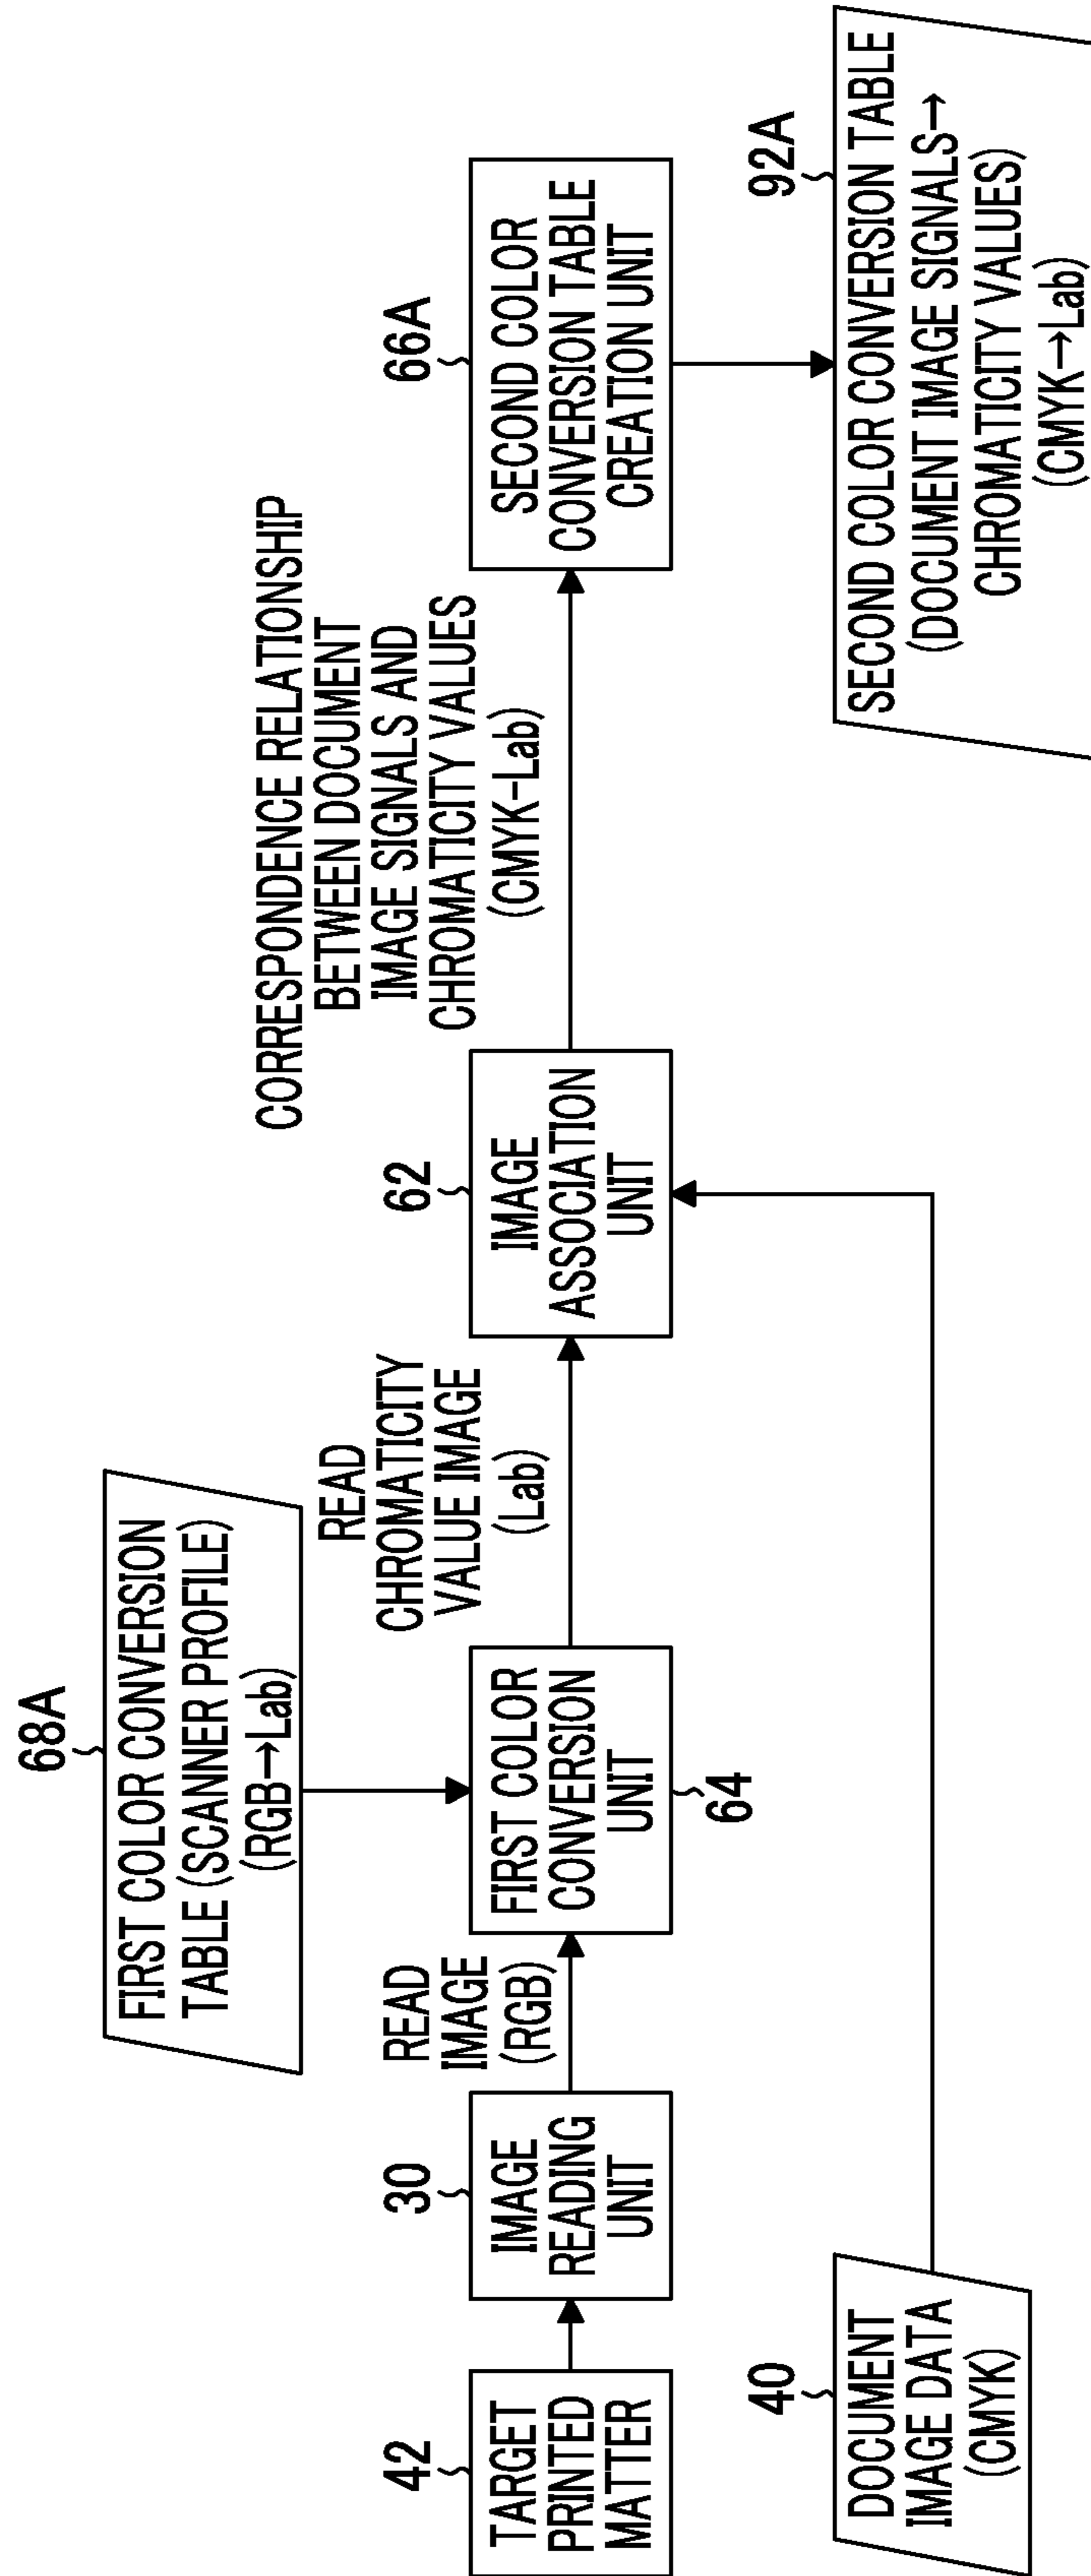 68A
FIRST COLOR CONVERSION
TABLE (SCANNER PROFILE)
(RGB→Lab)
42
TARGET
PRINTED
MATTER
30
IMAGE
READING
UNIT
READ
IMAGE
(RGB)
FIRST COLOR
CONVERSION
UNIT
64
READ
CHROMATICITY
VALUE IMAGE
(Lab)
62
IMAGE
ASSOCIATION
UNIT
CORRESPONDENCE RELATIONSHIP
BETWEEN DOCUMENT
IMAGE SIGNALS AND
CHROMATICITY VALUES
(CMYK-Lab)
66A
SECOND COLOR
CONVERSION TABLE
CREATION UNIT
40
DOCUMENT
IMAGE DATA
(CMYK)
92A
SECOND COLOR CONVERSION TABLE
(DOCUMENT IMAGE SIGNALS→
CHROMATICITY VALUES)
(CMYK→Lab)